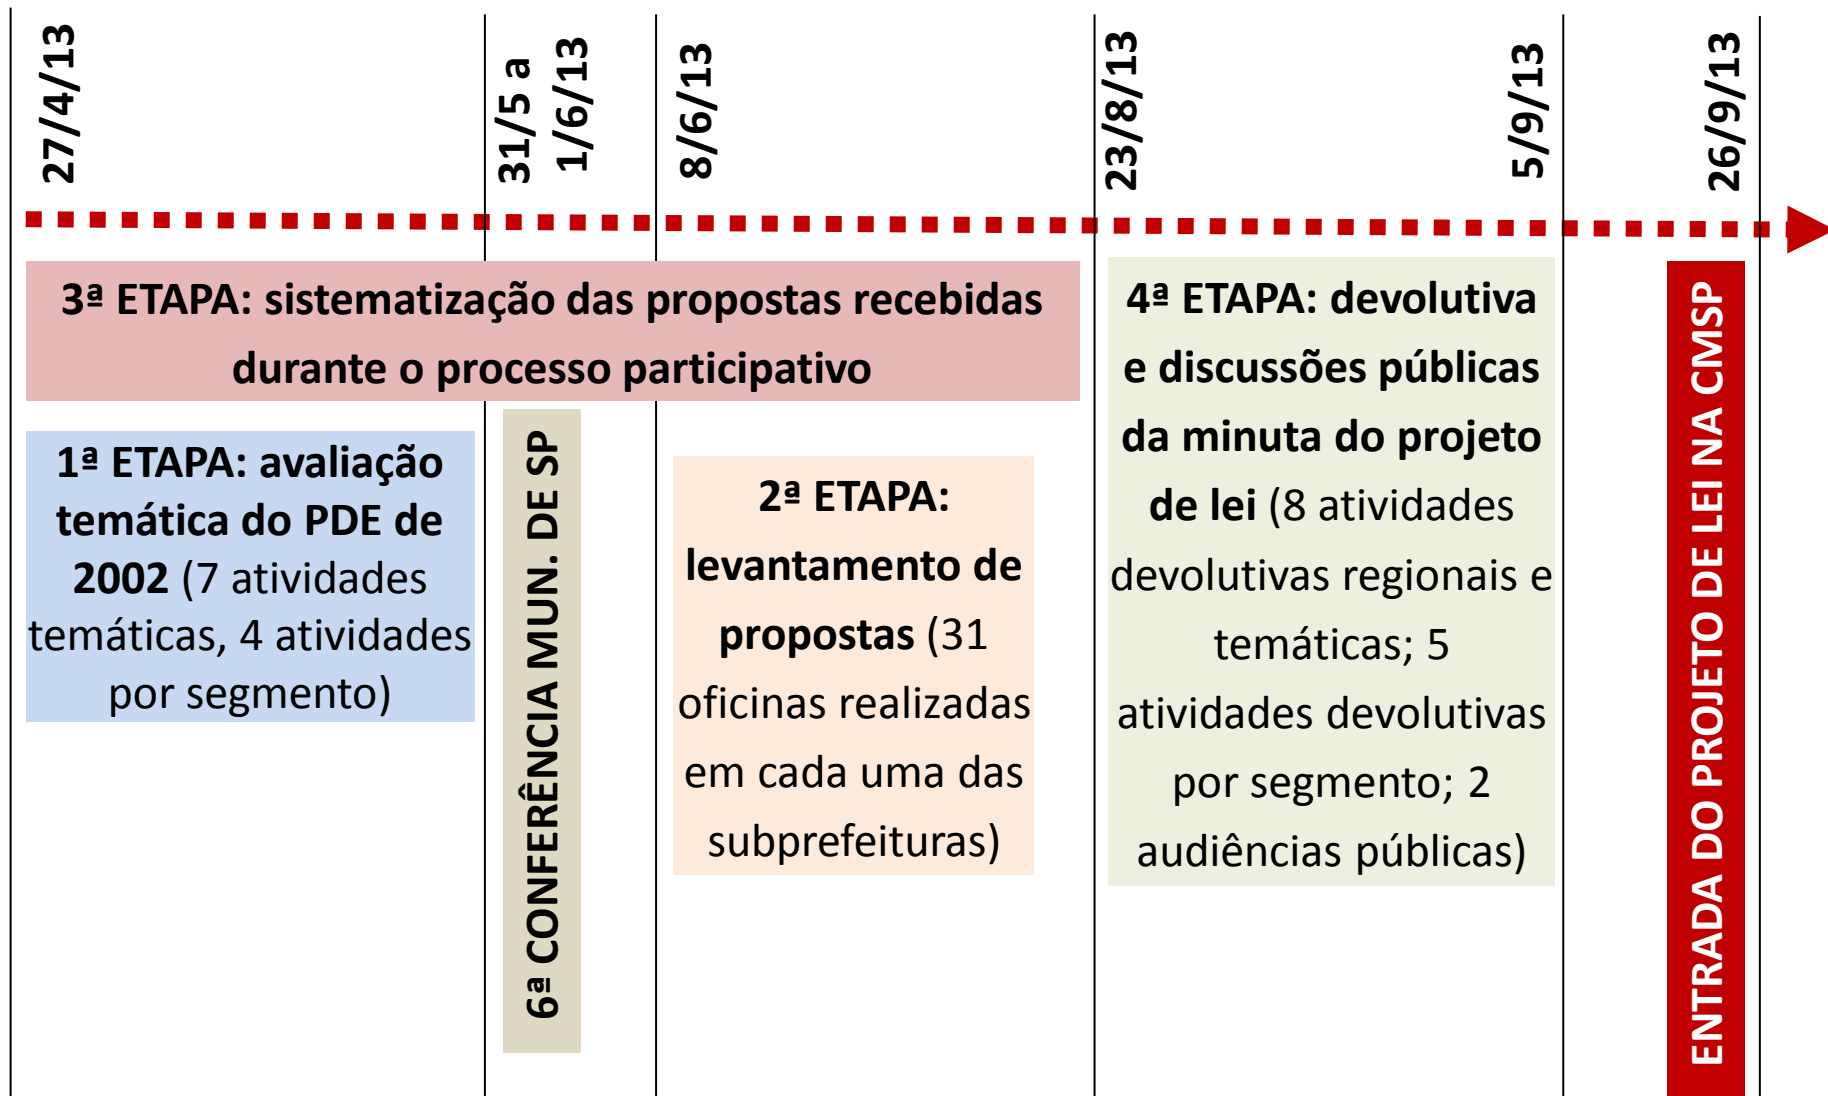 27/4/13
31/5 a
1/6/13
8/6/13
23/8/13
5/9/13
26/9/13
3ª ETAPA: sistematização das propostas recebidas
durante o processo participativo
1ª ETAPA: avaliação
temática do PDE de
2002 (7 atividades
temáticas, 4 atividades
por segmento)
6ª CONFERÊNCIA MUN. DE SP
2ª ETAPA:
levantamento de
propostas (31
oficinas realizadas
em cada uma das
subprefeituras)
4ª ETAPA: devolutiva
e discussões públicas
da minuta do projeto
de lei (8 atividades
devolutivas regionais e
temáticas; 5
atividades devolutivas
por segmento; 2
audiências públicas)
ENTRADA DO PROJETO DE LEI NA CMSP